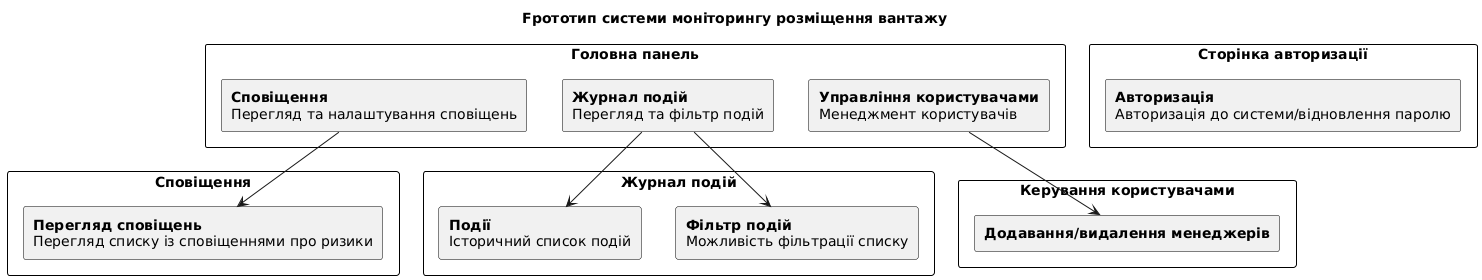 Fрототип системи моніторингу розміщення вантажу
Головна панель
Сповіщення
Перегляд та налаштування сповіщень
Журнал подій
Перегляд та фільтр подій
Управління користувачами
Менеджмент користувачів
Сторінка авторизації
Авторизація
Авторизація до системи/відновлення паролю
Сповіщення
Перегляд сповіщень
Перегляд списку із сповіщеннями про ризики
Журнал подій
Події
Історичний список подій
Фільтр подій
Можливість фільтрації списку
Керування користувачами
Додавання/видалення менеджерів